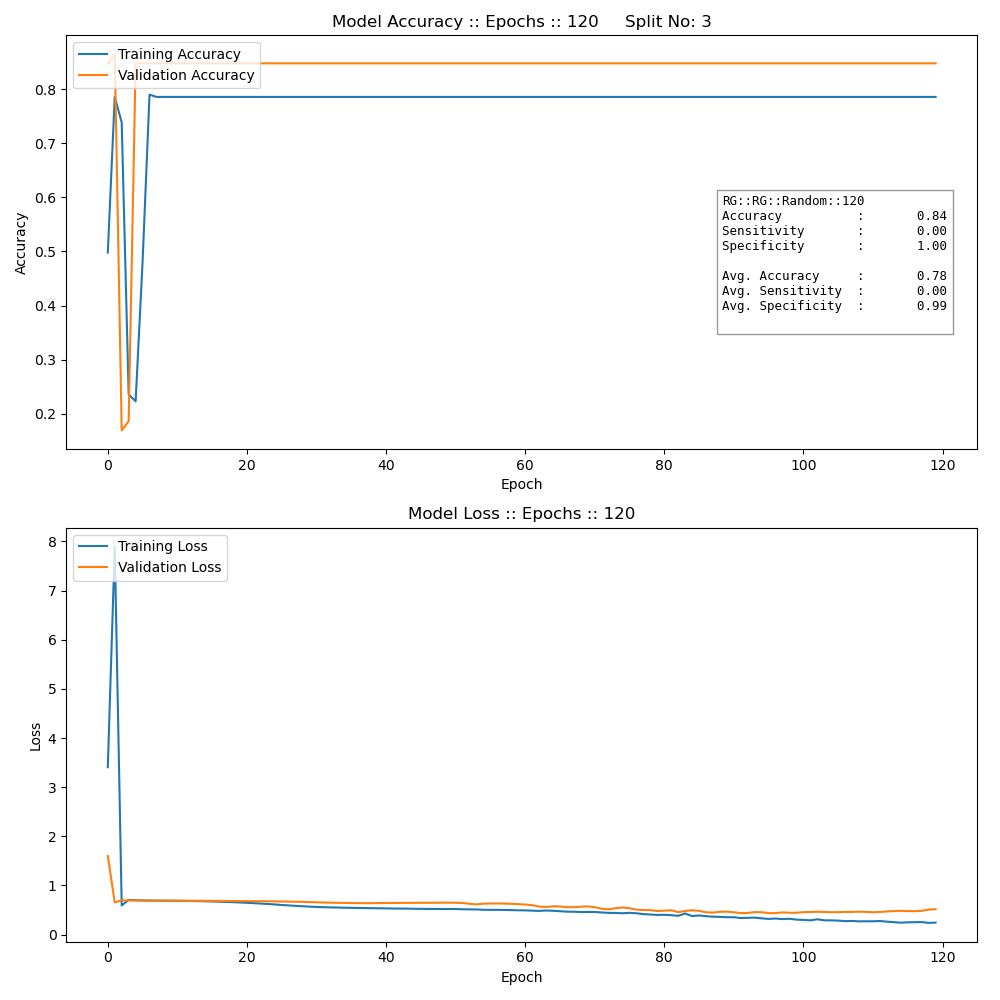 Model Accuracy :: Epochs :: 120     Split No: 3
Training Accuracy
Validation Accuracy
0.8
0.7
0.6
0.5
0.4
0.3
0.2
Accuracy
RG::RG::Random::120
Accuracy          :       0.84
Sensitivity       :       0.00
Specificity       :       1.00
Avg. Accuracy     :       0.78
Avg. Sensitivity  :       0.00
Avg. Specificity  :       0.99
0 20 40 60 80 100 120
Epoch
Model Loss :: Epochs :: 120
Training Loss
Validation Loss
8
7
6
5
4
3
2
1
0
Loss
0 20 40 60 80 100 120
Epoch